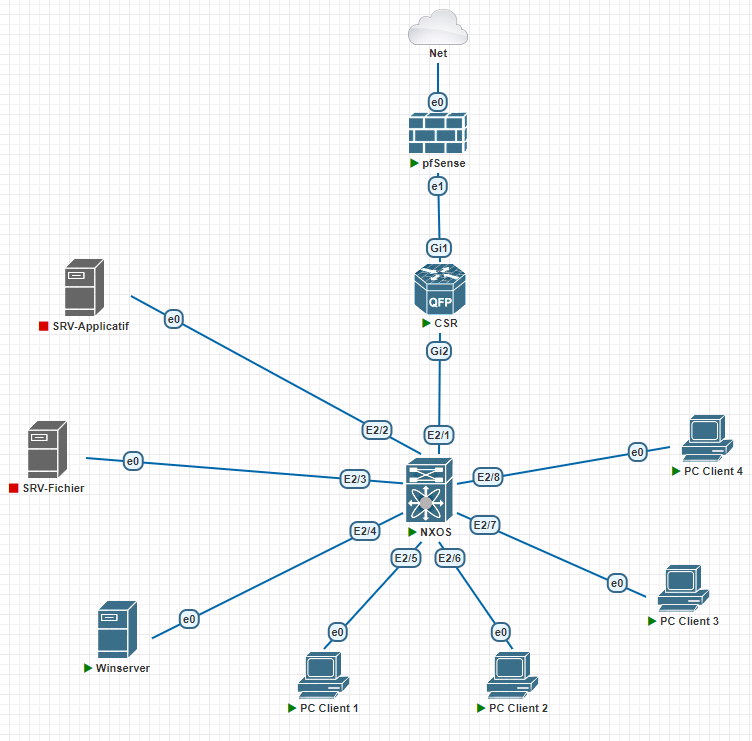 Net
e0
pfSense
e1
Gi1
QFP
CSR
Gi2
SRV-Applicatif
e0
E2/2
E2/1
SRV-Fichier
e0
E2/3
E2/8
e0
PC Client 4
NXOS
E2/4
E2/7
E2/5
E2/6
e0
PC Client 3
e0
Winserver
e0
PC Client 1
e0
PC Client 2